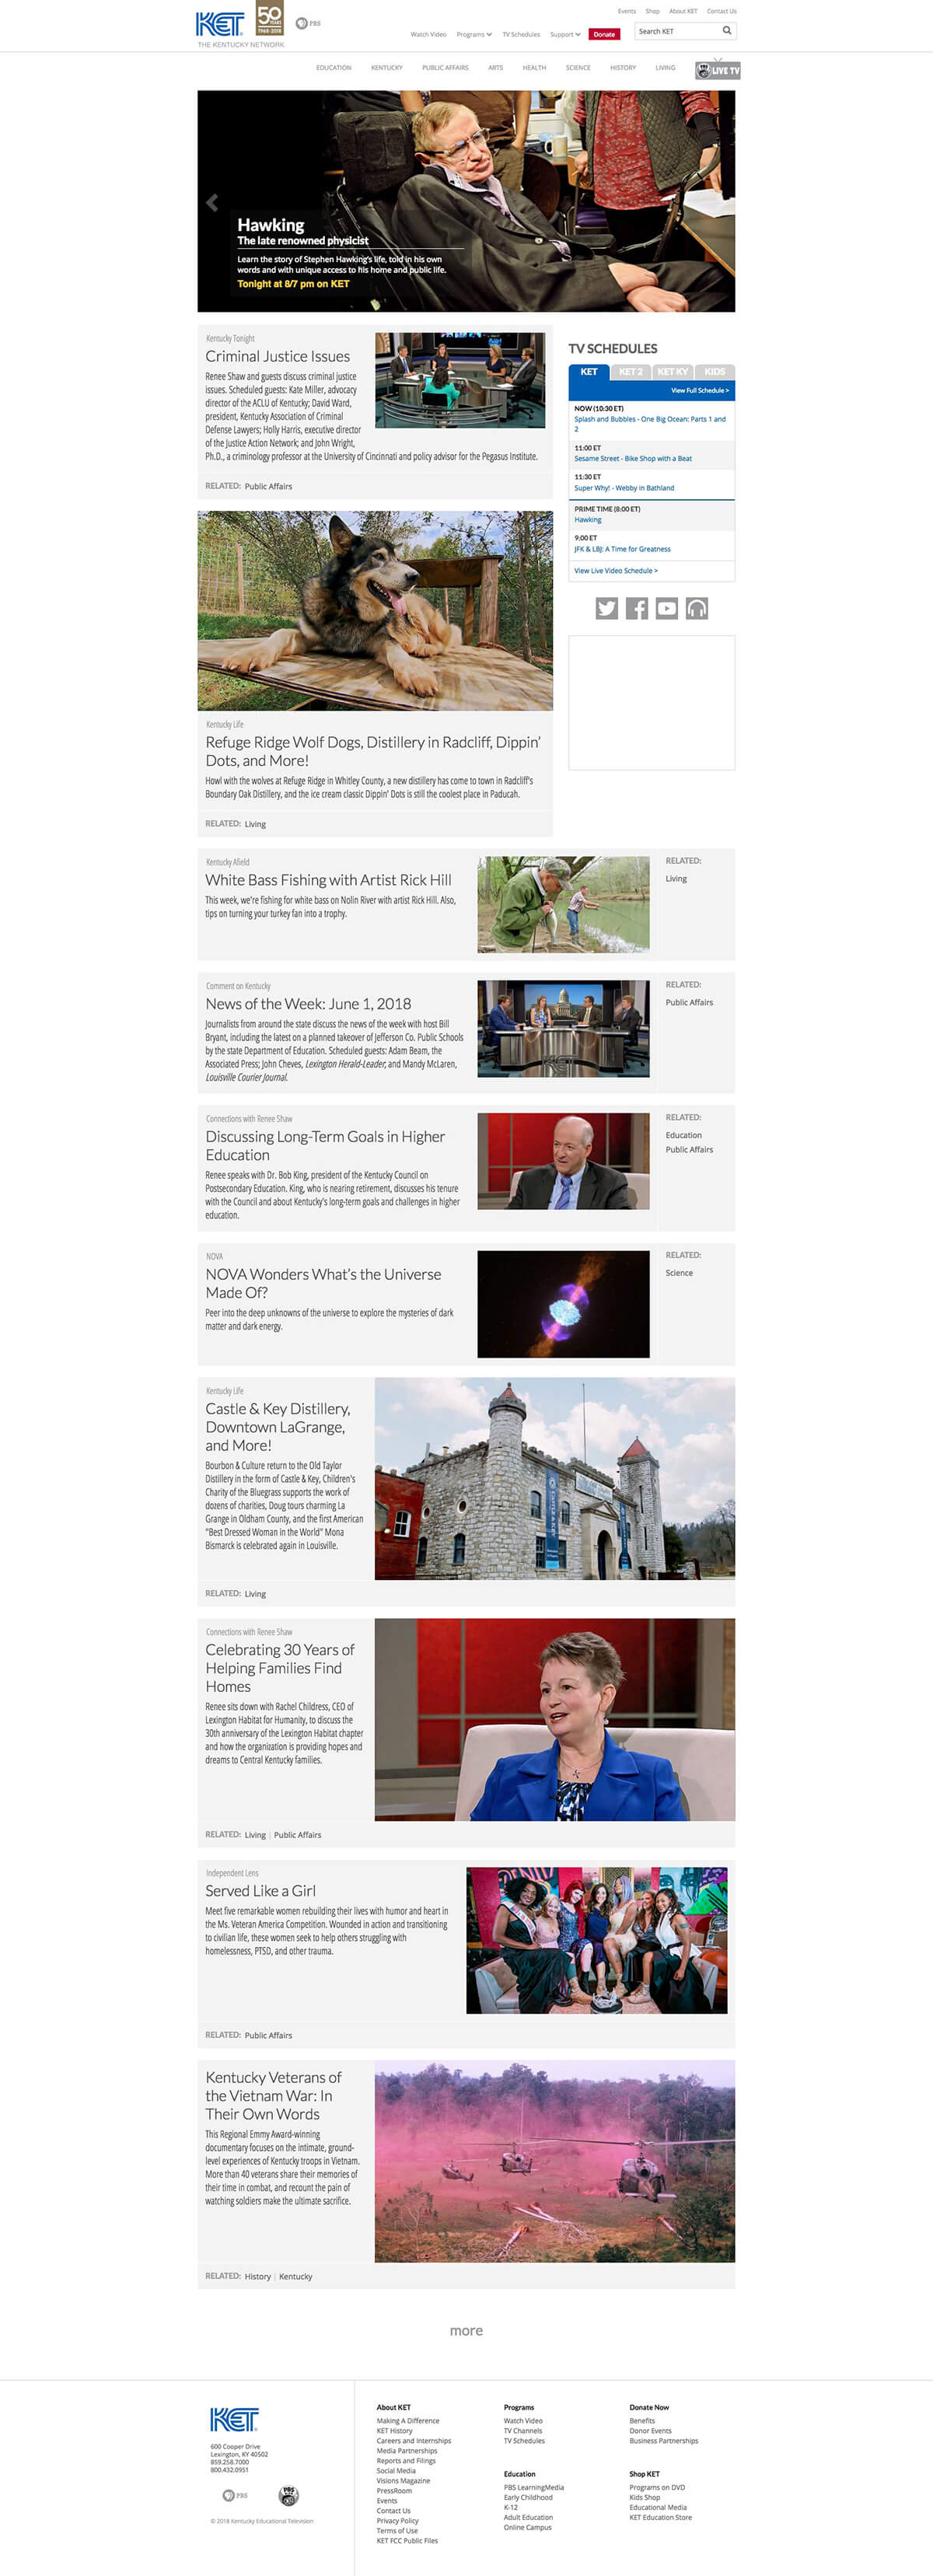 KET
50
YEARS
1968-2018
PBS
THE KENTUCKY NETWORK
Events Shop About KET Contact Us
Watch Video Programs TV Schedules Support Donate
Search KET
EDUCATION KENTUCKY PUBLIC AFFAIRS ARTS HEALTH SCIENCE HISTORY LIVING
LIVE TV
Hawking
The late renowned physicist
Learn the story of Stephen Hawking's life, told in his own
words and with unique access to his home and public life.
Tonight at 8/7 pm on KET
Kentucky Tonight
Criminal Justice Issues
Renee Shaw and guests discuss criminal justice
issues. Scheduled guests: Kate Miller, advocacy
director of the ACLU of Kentucky; David Ward,
president, Kentucky Association of Criminal
Defense Lawyers; Holly Harris, executive director
of the Justice Action Network; and John Wright,
Ph.D., a criminology professor at the University of Cincinnati and policy advisor for the Pegasus Institute.
RELATED: Public Affairs
TV SCHEDULES
KET KET 2 KET KY KIDS
View Full Schedule >
NOW (10:30 ET)
Splash and Bubbles - One Big Ocean: Parts 1 and
2
11:00 ET
Sesame Street - Bike Shop with a Beat
11:30 ET
Super Why! - Webby in Bathland
PRIME TIME (8:00 ET)
Hawking
9:00 ET
JFK & LBJ: A Time for Greatness
View Live Video Schedule >
Kentucky Life
Refuge Ridge Wolf Dogs, Distillery in Radcliff, Dippin'
Dots, and More!
Howl with the wolves at Refuge Ridge in Whitley County, a new distillery has come to town in Radcliff's
Boundary Oak Distillery, and the ice cream classic Dippin' Dots is still the coolest place in Paducah.
RELATED: Living
Kentucky Afield
White Bass Fishing with Artist Rick Hill
This week, we're fishing for white bass on Nolin River with artist Rick Hill. Also,
tips on turning your turkey fan into a trophy.
RELATED:
Living
Comment on Kentucky
News of the Week: June 1, 2018
Journalists from around the state discuss the news of the week with host Bill
Bryant, including the latest on a planned takeover of Jefferson Co. Public Schools
by the state Department of Education. Scheduled guests: Adam Beam, the
Associated Press; John Cheves, Lexington Herald-Leader; and Mandy McLaren,
Louisville Courier Journal.
KET
RELATED:
Public Affairs
Connections with Renee Shaw
Discussing Long-Term Goals in Higher
Education
Renee speaks with Dr. Bob King, president of the Kentucky Council on
Postsecondary Education. King, who is nearing retirement, discusses his tenure
with the Council and about Kentucky's long-term goals and challenges in higher
education.
RELATED:
Education
Public Affairs
NOVA
NOVA Wonders What's the Universe
Made Of?
Peer into the deep unknowns of the universe to explore the mysteries of dark
matter and dark energy.
RELATED:
Science
Kentucky Life
Castle & Key Distillery,
Downtown LaGrange,
and More!
Bourbon & Culture return to the Old Taylor
Distillery in the form of Castle & Key, Children's
Charity of the Bluegrass supports the work of
dozens of charities, Doug tours charming La
Grange in Oldham County, and the first American
"Best Dressed Woman in the World" Mona
Bismarck is celebrated again in Louisville.
RELATED: Living
Connections with Renee Shaw
Celebrating 30 Years of
Helping Families Find
Homes
Renee sits down with Rachel Childress, CEO of
Lexington Habitat for Humanity, to discuss the
30th anniversary of the Lexington Habitat chapter
and how the organization is providing hopes and
dreams to Central Kentucky families.
RELATED: Living | Public Affairs
Independent Lens
Served Like a Girl
Meet five remarkable women rebuilding their lives with humor and heart in
the Ms. Veteran America Competition. Wounded in action and transitioning
to civilian life, these women seek to help others struggling with
homelessness, PTSD, and other trauma.
RELATED: Public Affairs
Kentucky Veterans of
the Vietnam War: In
Their Own Words
This Regional Emmy Award-winning
documentary focuses on the intimate, ground-
level experiences of Kentucky troops in Vietnam.
More than 40 veterans share their memories of
their time in combat, and recount the pain of
watching soldiers make the ultimate sacrifice.
RELATED: History | Kentucky
more
KET
600 Cooper Drive
Lexington, KY 40502
859.258.7000
800.432.0951
PBS
PBS KIDS
© 2018 Kentucky Educational Television
About KET
Making A Difference
KET History
Careers and Internships
Media Partnerships
Reports and Filings
Social Media
Visions Magazine
PressRoom
Events
Contact Us
Privacy Policy
Terms of Use
KET FCC Public Files
Programs
Watch Video
TV Channels
TV Schedules
Education
PBS LearningMedia
Early Childhood
K-12
Adult Education
Online Campus
Donate Now
Benefits
Donor Events
Business Partnerships
Shop KET
Programs on DVD
Kids Shop
Educational Media
KET Education Store